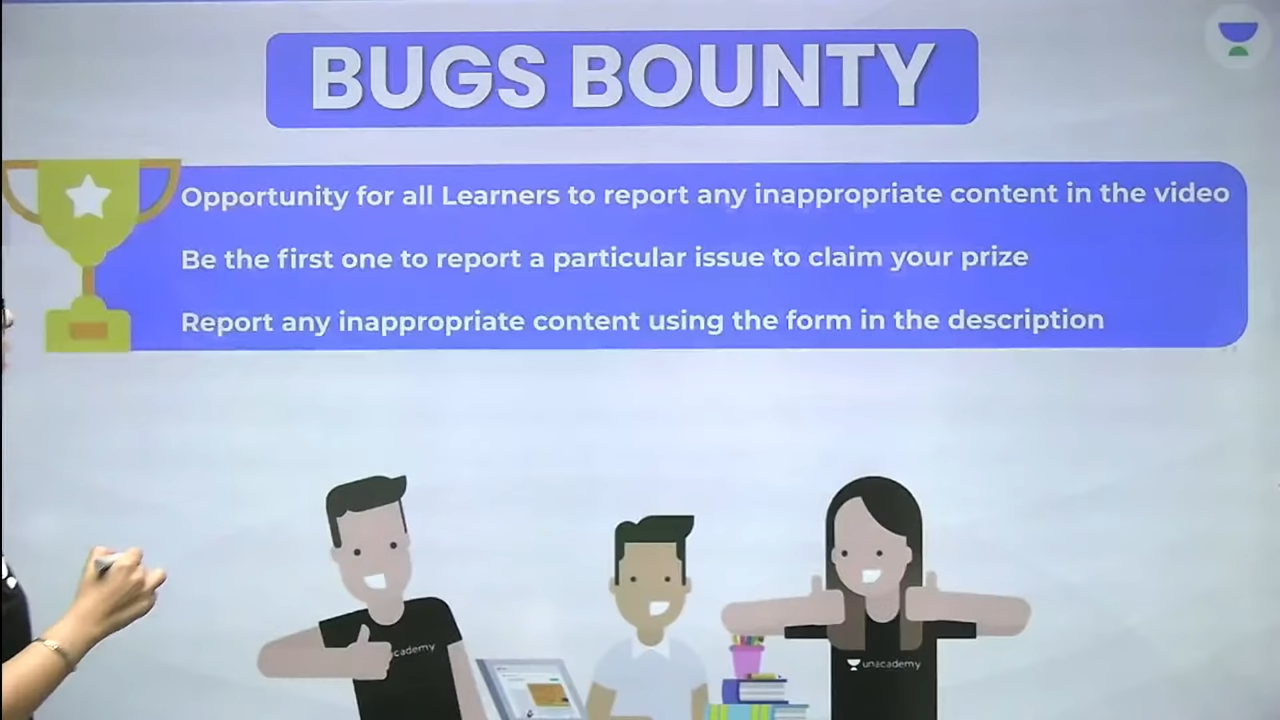 BUGS BOUNTY
Opportunity for all Learners to report any inappropriate content in the video
Be the first one to report a particular issue to claim your prize
Report any inappropriate content using the form in the description
cademy
unacademy